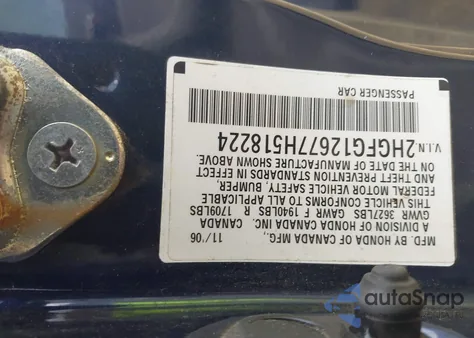 MFD. BY HONDA OF CANADA MFG.,
A DIVISION OF HONDA CANADA INC. CANADA
11/06
GVWR 3627LBS GAWR F 1940LBS R 1709LBS
THIS VEHICLE CONFORMS TO ALL APPLICABLE
FEDERAL MOTOR VEHICLE SAFETY, BUMPER,
AND THEFT PREVENTION STANDARDS IN EFFECT
ON THE DATE OF MANUFACTURE SHOWN ABOVE.
V.I.N. 2HGFG12677H518224
PASSENGER CAR
autoSnap